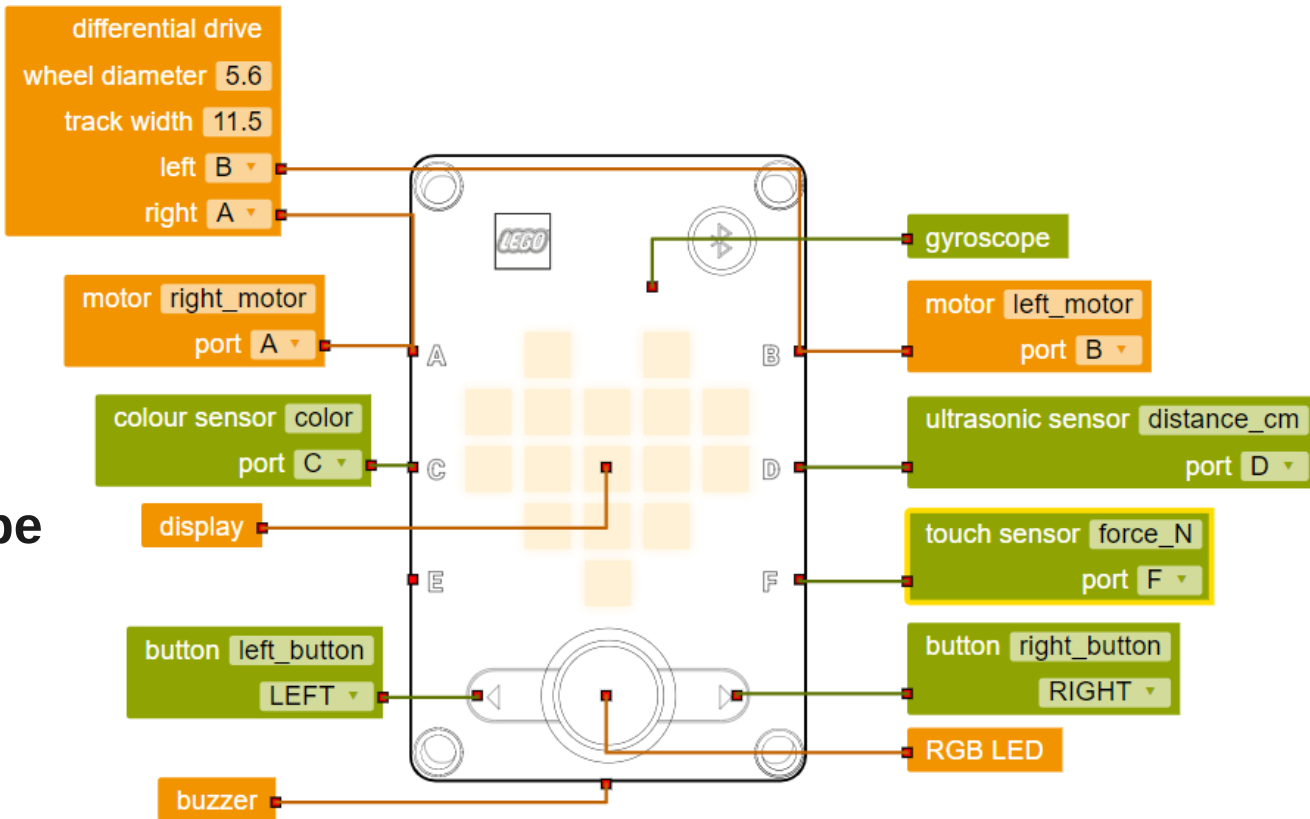 differential drive
wheel diameter 5.6
track width 11.5
left B
right A
LEGO
gyroscope
motor right_motor
port A
motor left_motor
port B
A
B
colour sensor color
port C
ultrasonic sensor distance_cm
port D
C
D
pe
display
touch sensor force_N
port F
E
F
button left_button
LEFT
button right_button
RIGHT
RGB LED
buzzer